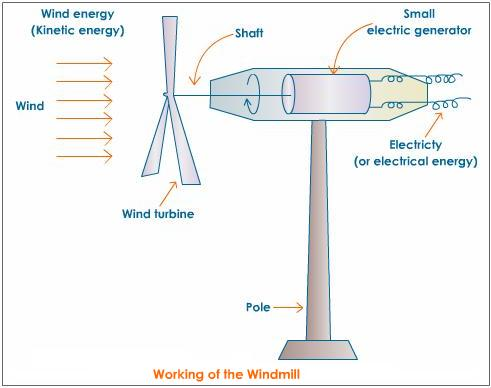 Wind energy
(Kinetic energy)
Small
electric generator
Shaft
Wind
Electricty
(or electrical energy)
Wind turbine
Pole
Working of the Windmill